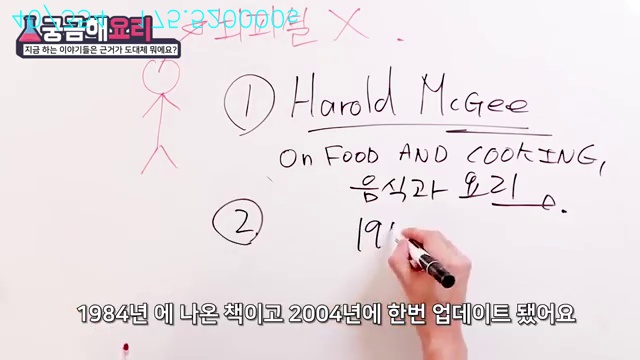 궁금해요리
지금 하는 이야기들은 근거가 도대체 뭐에요?
X.
① Harold McGee
ON FOOD AND COOKING,
음식과 요리.
② 19
1984년 에 나온 책이고 2004년에 한번 업데이트 됐어요